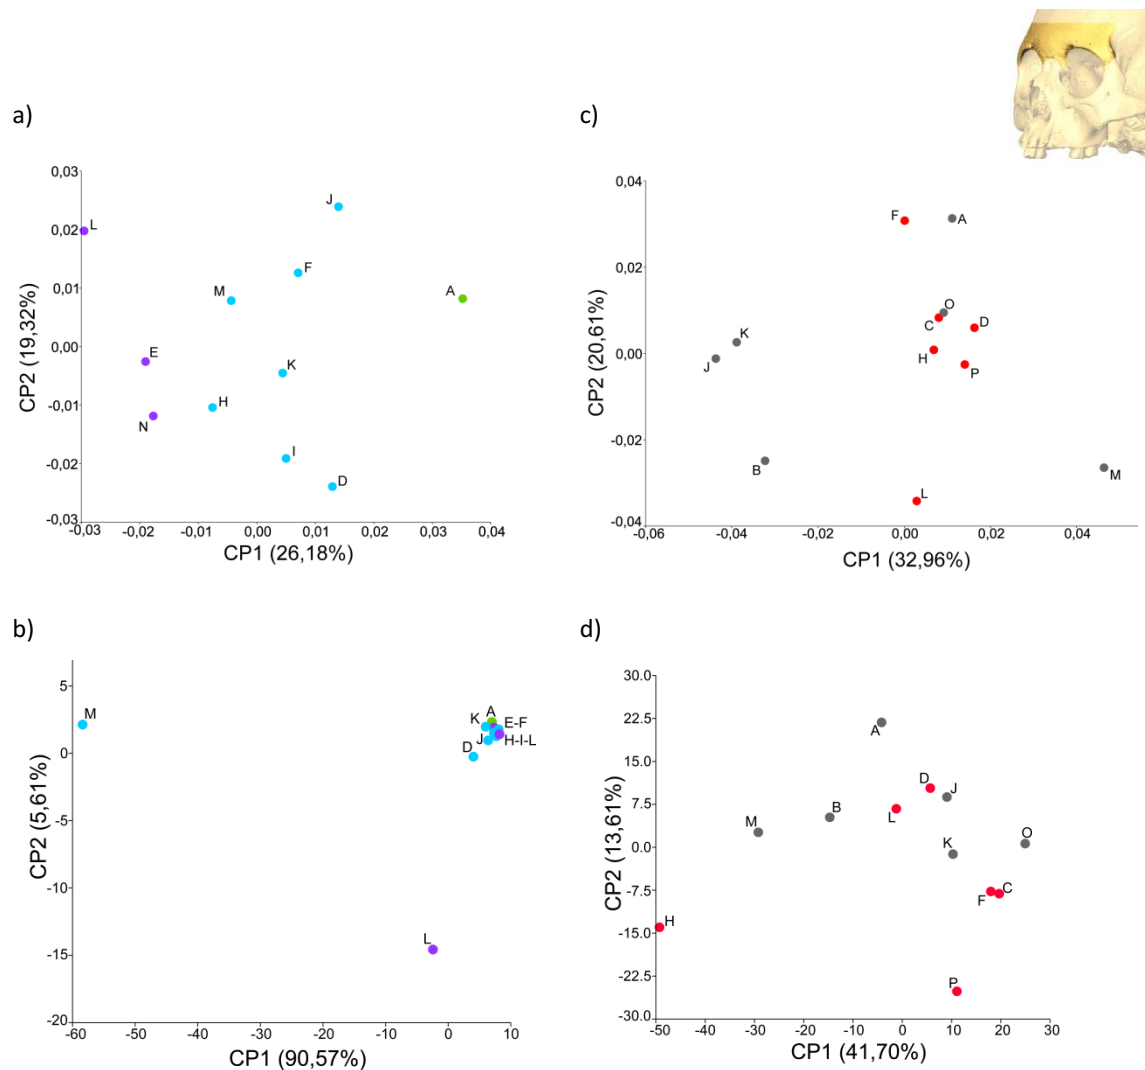 a)
0,03
0,02
0,01
0,00
-0,01
-0,02
-0,03
CP2 (19,32%)
L
J
F
M
A
E
K
N
H
I
D
-0,03
-0,02
-0,01
0,00
0,01
0,02
0,03
0,04
CP1 (26,18%)
c)
0,04
0,02
0,00
-0,02
-0,04
CP2 (20,61%)
F
A
O
C
D
K
H
J
P
B
M
L
-0,06
-0,04
-0,02
0,00
0,02
0,04
CP1 (32,96%)
b)
5
0
-5
-10
-15
-20
CP2 (5,61%)
M
A
K
E-F
J
H-I-L
D
L
-60
-50
-40
-30
-20
-10
0
10
CP1 (90,57%)
d)
30.0
22.5
15.0
7.5
0.0
-7.5
-15.0
-22.5
-30.0
CP2 (13,61%)
A
D
J
B
L
M
K
O
F
C
H
P
-50
-40
-30
-20
-10
0
10
20
30
CP1 (41,70%)